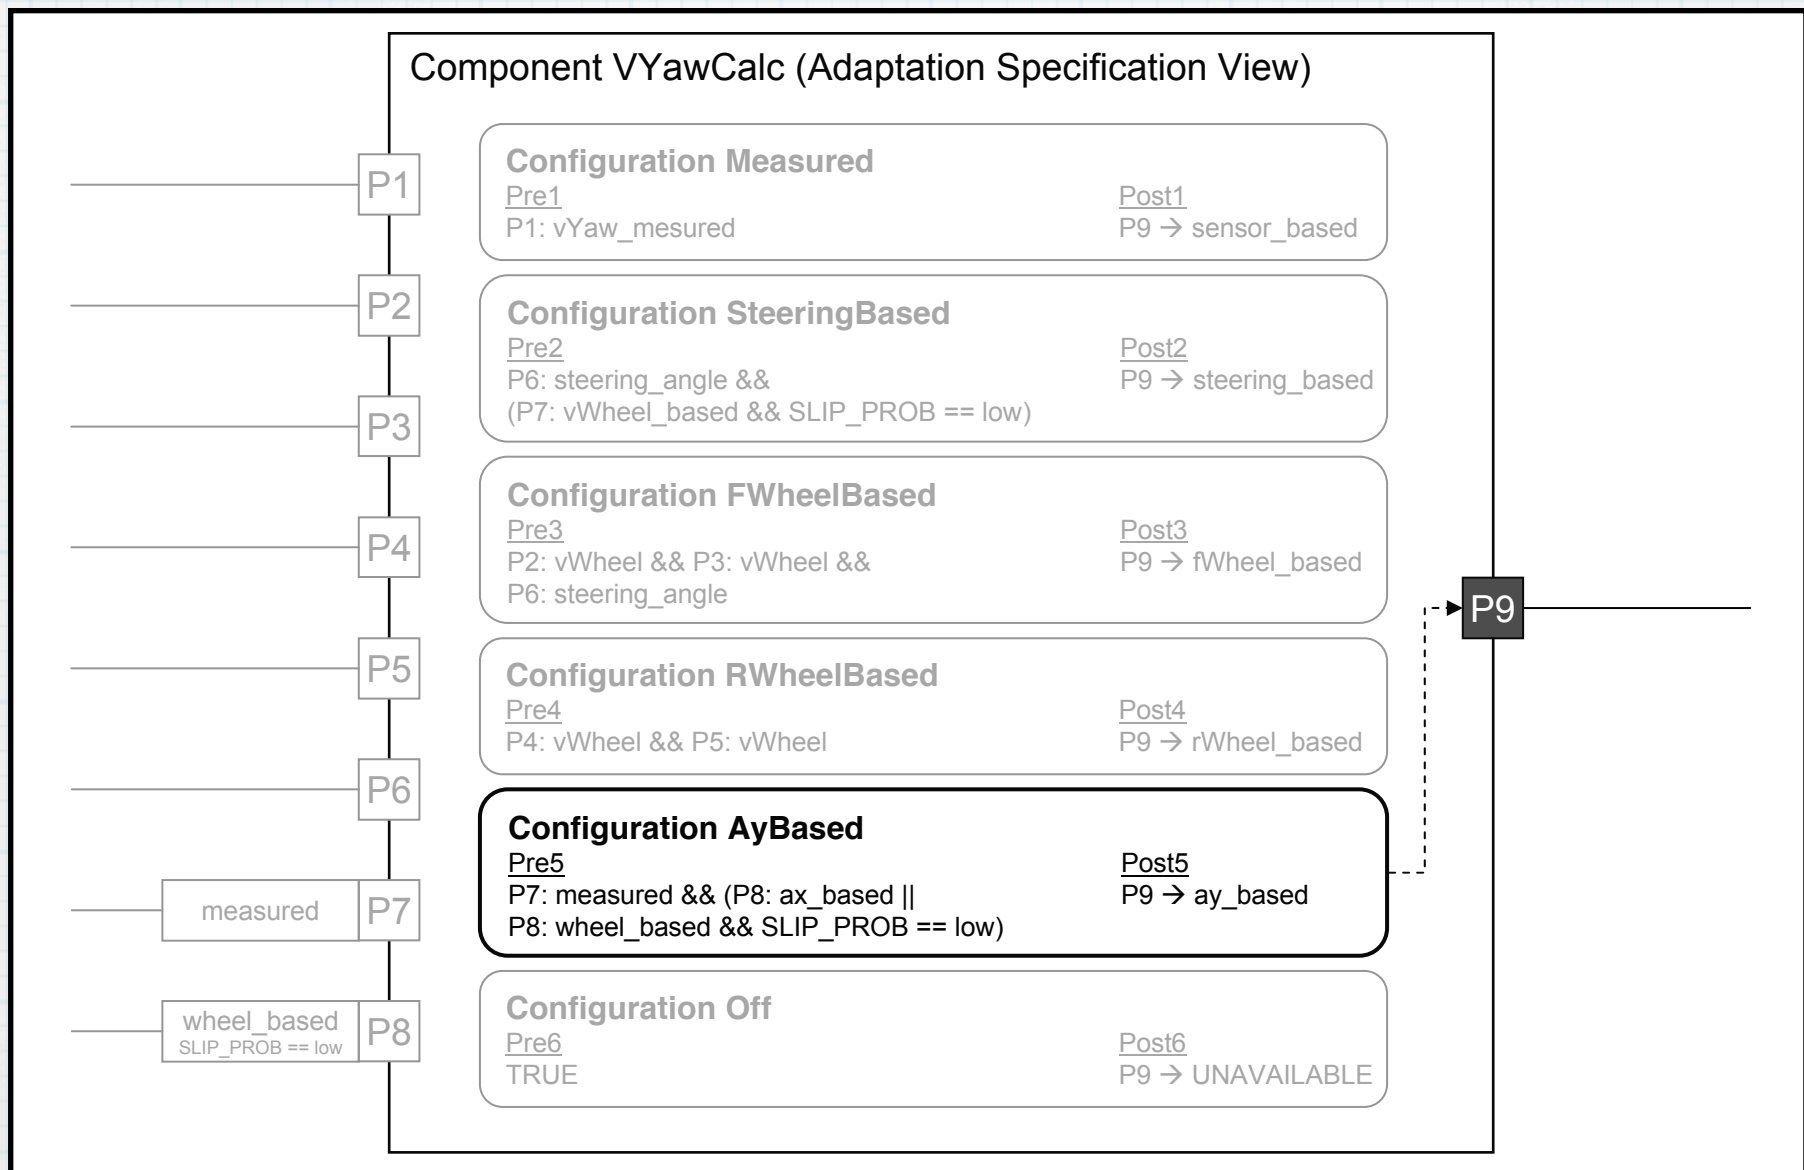 Component VYawCalc (Adaptation Specification View)
Configuration Measured
Pre1
Post1
P1: vYaw_mesured
P9 → sensor_based
P1
Configuration SteeringBased
Pre2
Post2
P6: steering_angle &&
P9 → steering_based
(P7: vWheel_based && SLIP_PROB == low)
P2
P3
Configuration FWheelBased
Pre3
Post3
P2: vWheel && P3: vWheel &&
P9 → fWheel_based
P6: steering_angle
P4
P9
Configuration RWheelBased
Pre4
Post4
P4: vWheel && P5: vWheel
P9 → rWheel_based
P5
P6
Configuration AyBased
Pre5
Post5
P7: measured && (P8: ax_based ||
P9 → ay_based
P8: wheel_based && SLIP_PROB == low)
measured
P7
Configuration Off
Pre6
Post6
TRUE
P9 → UNAVAILABLE
wheel_based
SLIP_PROB == low
P8